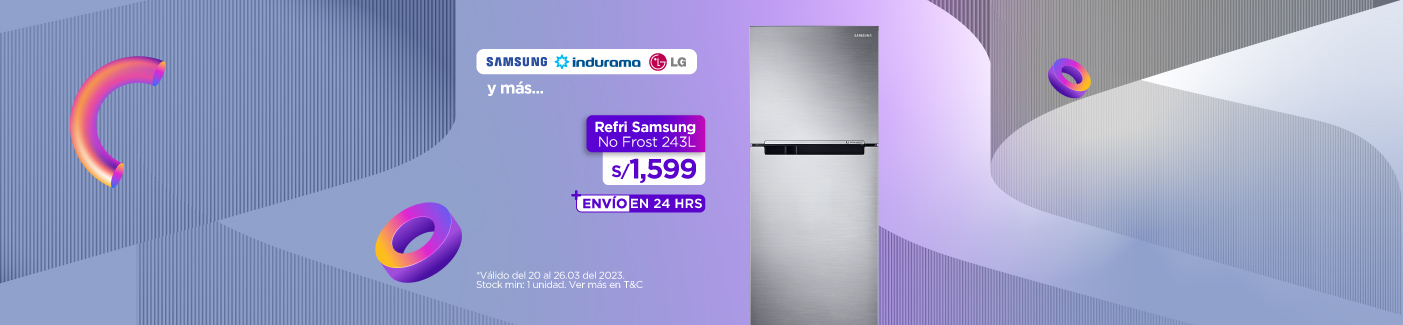 SAMSUNG indurama LG
y más...
Refri Samsung
No Frost 243L
S/1,599
+ ENVÍO EN 24 HRS
*Válido del 20 al 26.03 del 2023.
Stock min: 1 unidad. Ver más en T&C
SAMSUNG